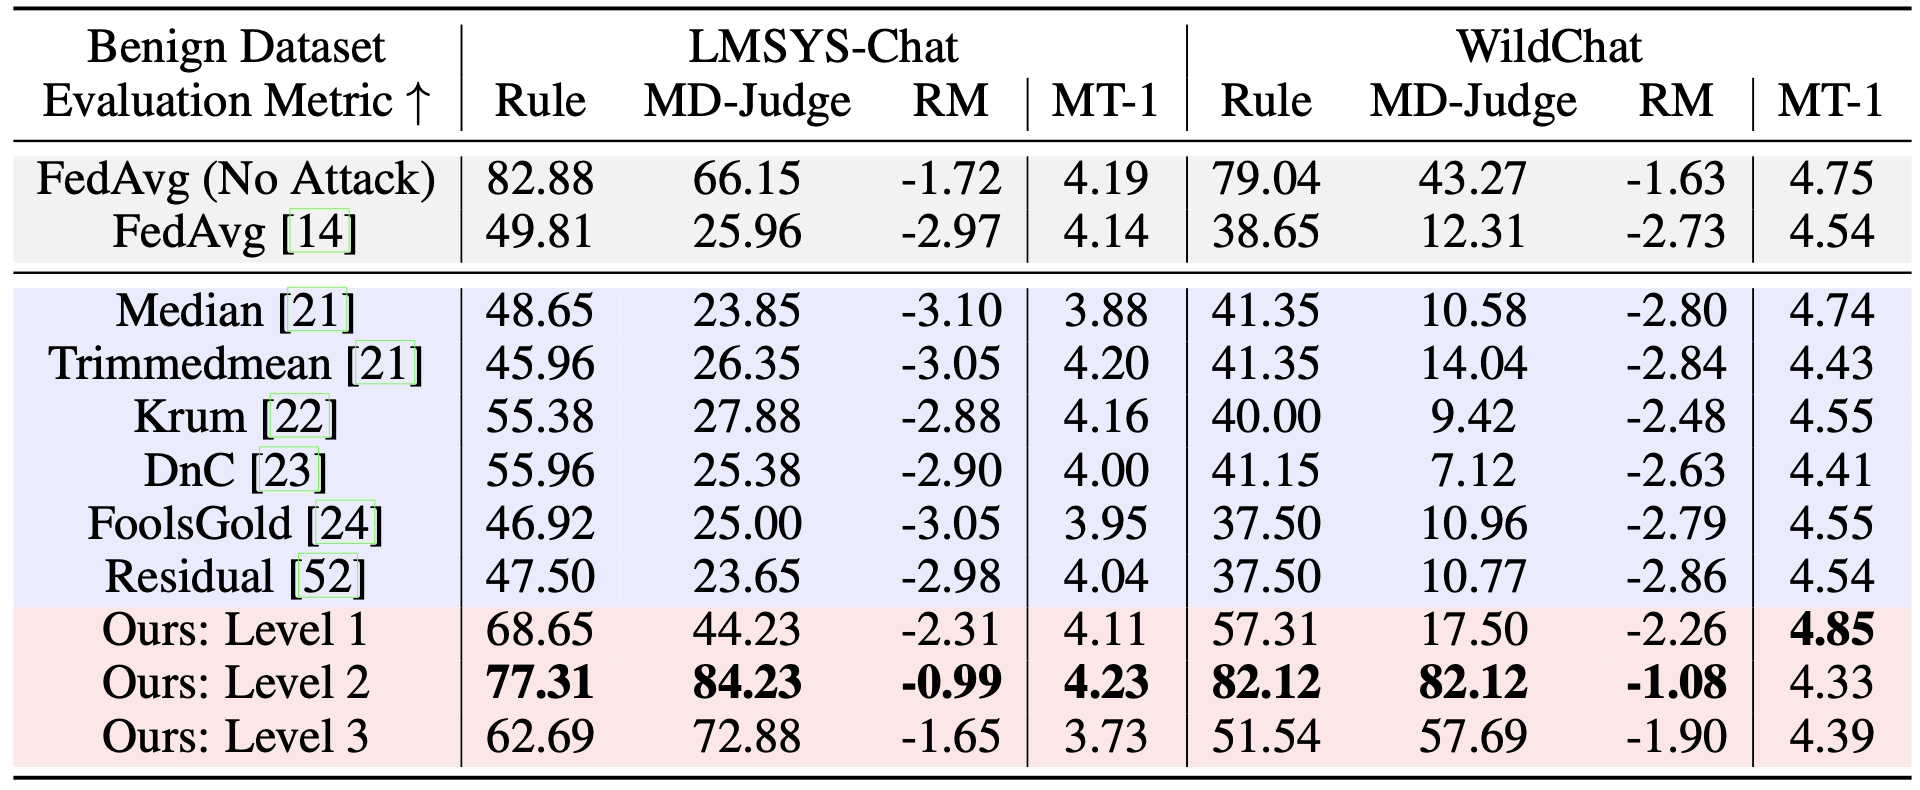 Benign Dataset LMSYS-Chat WildChat
Evaluation Metric ↑ Rule MD-Judge RM MT-1 Rule MD-Judge RM MT-1
FedAvg (No Attack) 82.88 66.15 -1.72 4.19 79.04 43.27 -1.63 4.75
FedAvg [14] 49.81 25.96 -2.97 4.14 38.65 12.31 -2.73 4.54
Median [21] 48.65 23.85 -3.10 3.88 41.35 10.58 -2.80 4.74
Trimmedmean [21] 45.96 26.35 -3.05 4.20 41.35 14.04 -2.84 4.43
Krum [22] 55.38 27.88 -2.88 4.16 40.00 9.42 -2.48 4.55
DnC [23] 55.96 25.38 -2.90 4.00 41.15 7.12 -2.63 4.41
FoolsGold [24] 46.92 25.00 -3.05 3.95 37.50 10.96 -2.79 4.55
Residual [52] 47.50 23.65 -2.98 4.04 37.50 10.77 -2.86 4.54
Ours: Level 1 68.65 44.23 -2.31 4.11 57.31 17.50 -2.26 4.85
Ours: Level 2 77.31 84.23 -0.99 4.23 82.12 82.12 -1.08 4.33
Ours: Level 3 62.69 72.88 -1.65 3.73 51.54 57.69 -1.90 4.39